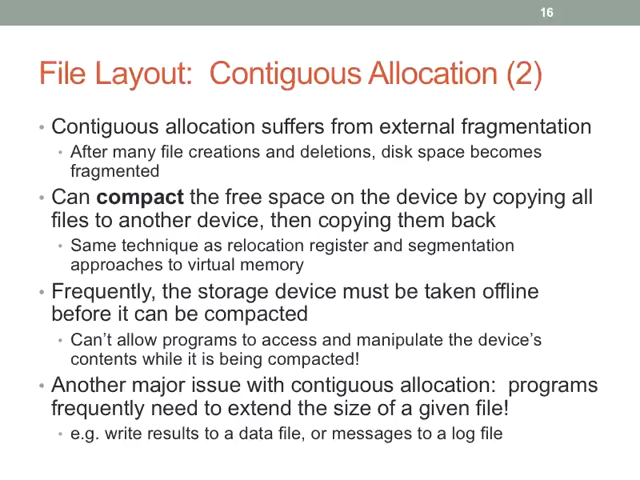 16
File Layout:  Contiguous Allocation (2)
• Contiguous allocation suffers from external fragmentation
• After many file creations and deletions, disk space becomes
fragmented
• Can compact the free space on the device by copying all
files to another device, then copying them back
• Same technique as relocation register and segmentation
approaches to virtual memory
• Frequently, the storage device must be taken offline
before it can be compacted
• Can’t allow programs to access and manipulate the device’s
contents while it is being compacted!
• Another major issue with contiguous allocation:  programs
frequently need to extend the size of a given file!
• e.g. write results to a data file, or messages to a log file